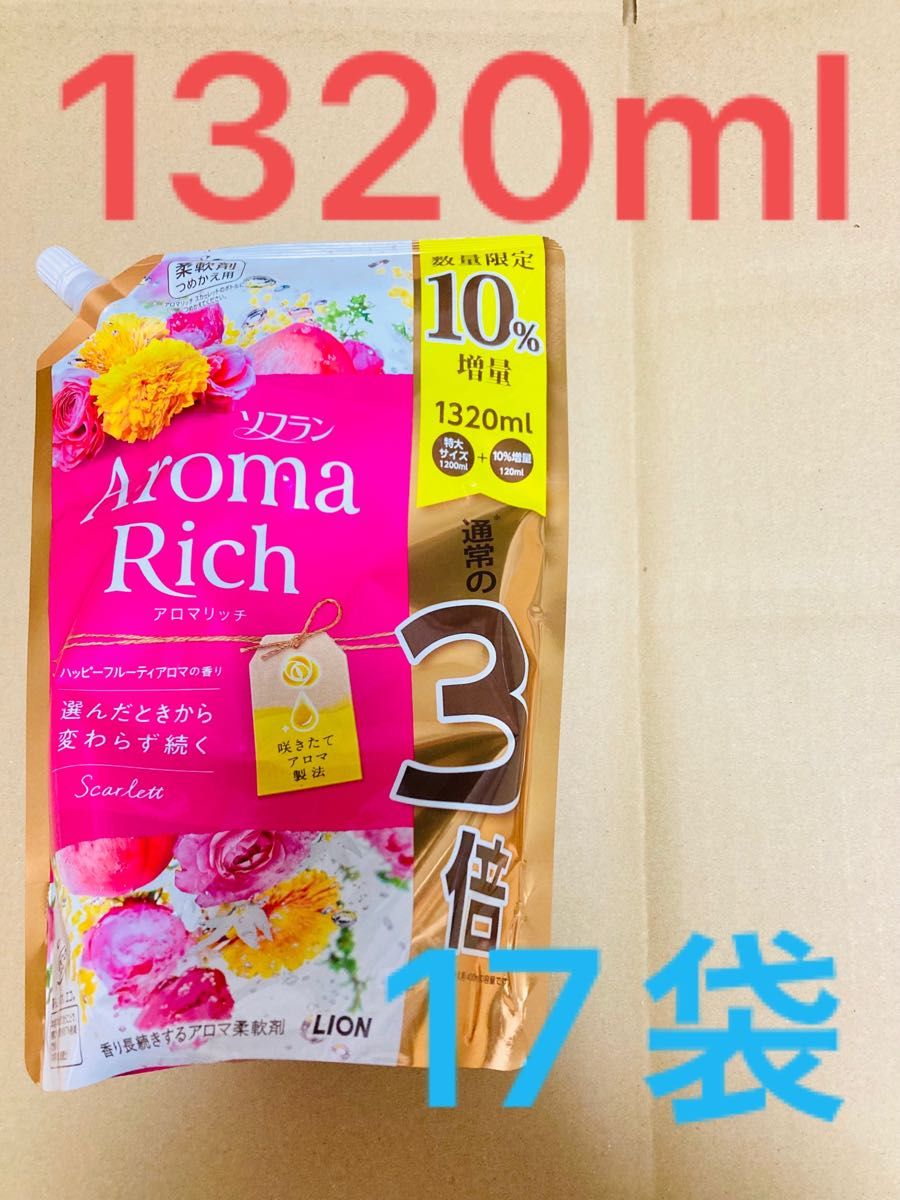 1320ml
柔軟剤
つめかえ用
数量限定
10%
増量
1320ml
特大
サイズ
1200ml
+
10%増量
120ml
ソフラン
Aroma
Rich
アロマリッチ
通常の
3
倍
ハッピーフルーティアロマの香り
選んだときから
変わらず続く
Scarlett
咲きたて
アロマ
製法
香り長続きするアロマ柔軟剤
LION
17袋